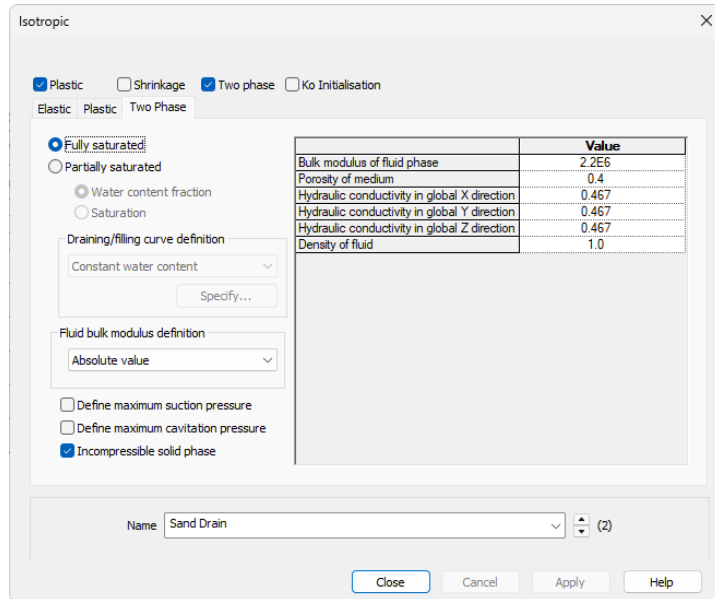 Isotropic
Plastic Shrinkage Two phase Ko Initialisation
Elastic Plastic Two Phase
Fully saturated
Partially saturated
Water content fraction
Saturation
Draining/filling curve definition
Constant water content
Specify...
Fluid bulk modulus definition
Absolute value
Define maximum suction pressure
Define maximum cavitation pressure
Incompressible solid phase
Value
Bulk modulus of fluid phase 2.2E6
Porosity of medium 0.4
Hydraulic conductivity in global X direction 0.467
Hydraulic conductivity in global Y direction 0.467
Hydraulic conductivity in global Z direction 0.467
Density of fluid 1.0
Name Sand Drain (2)
Close Cancel Apply Help